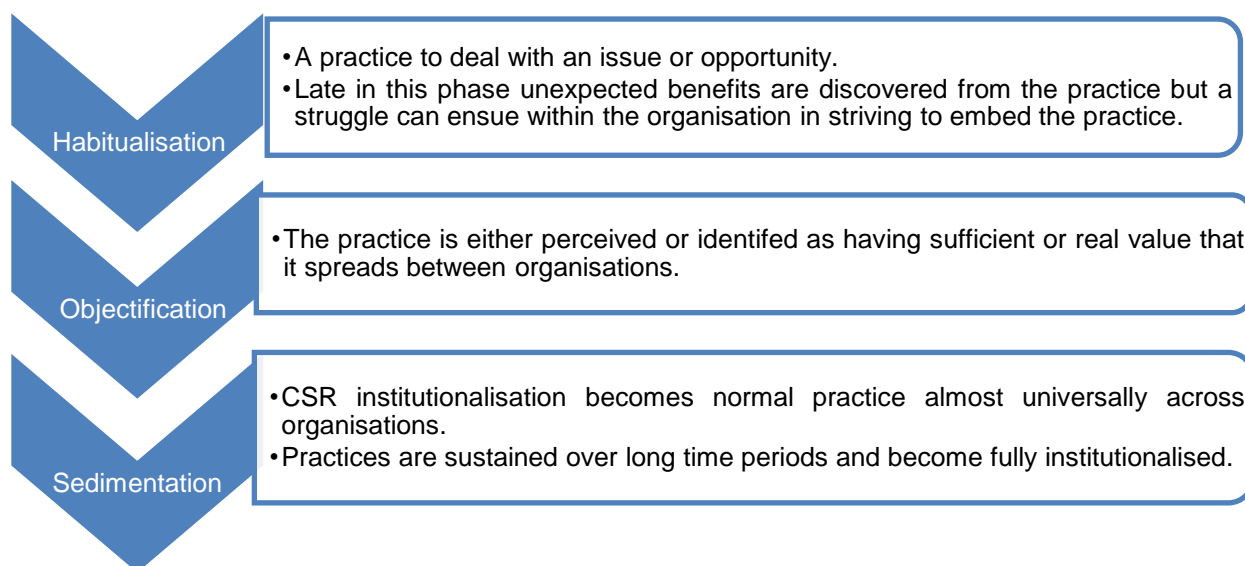 Habitualisation
•A practice to deal with an issue or opportunity.
•Late in this phase unexpected benefits are discovered from the practice but a
struggle can ensue within the organisation in striving to embed the practice.
Objectification
•The practice is either perceived or identifed as having sufficient or real value that
it spreads between organisations.
Sedimentation
•CSR institutionalisation becomes normal practice almost universally across
organisations.
•Practices are sustained over long time periods and become fully institutionalised.